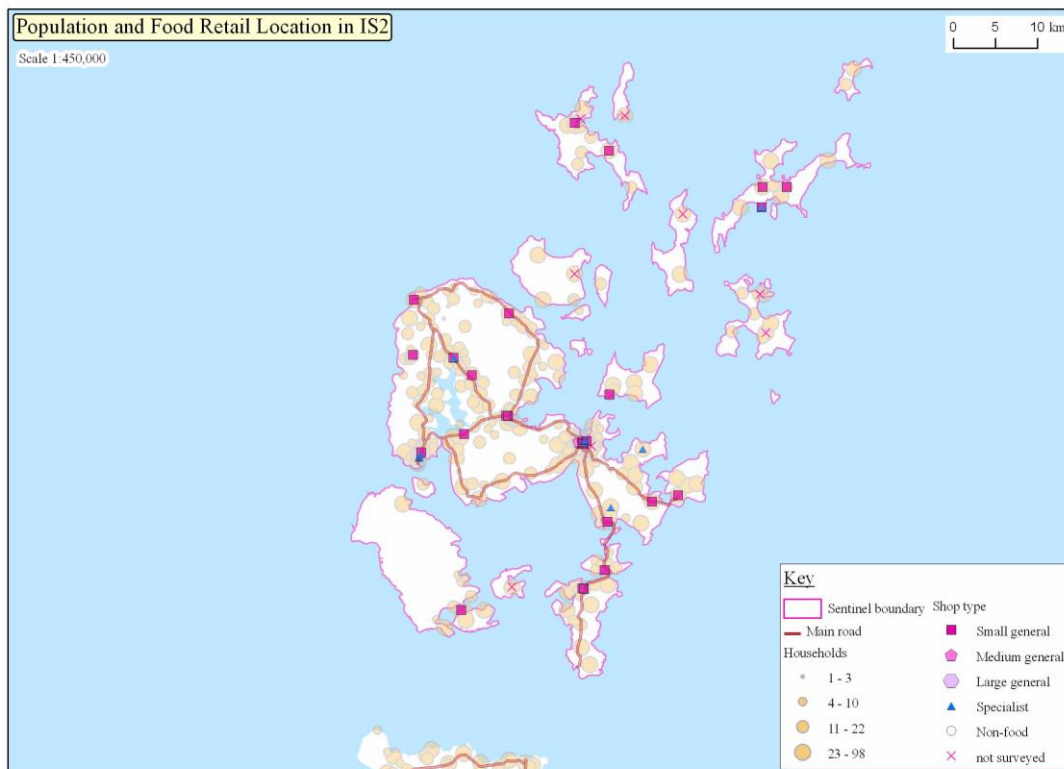 Population and Food Retail Location in IS2
Scale 1:450,000
0 5 10 km
Key
Sentinel boundary
Main road
Households
1 - 3
4 - 10
11 - 22
23 - 98
Shop type
Small general
Medium general
Large general
Specialist
Non-food
not surveyed